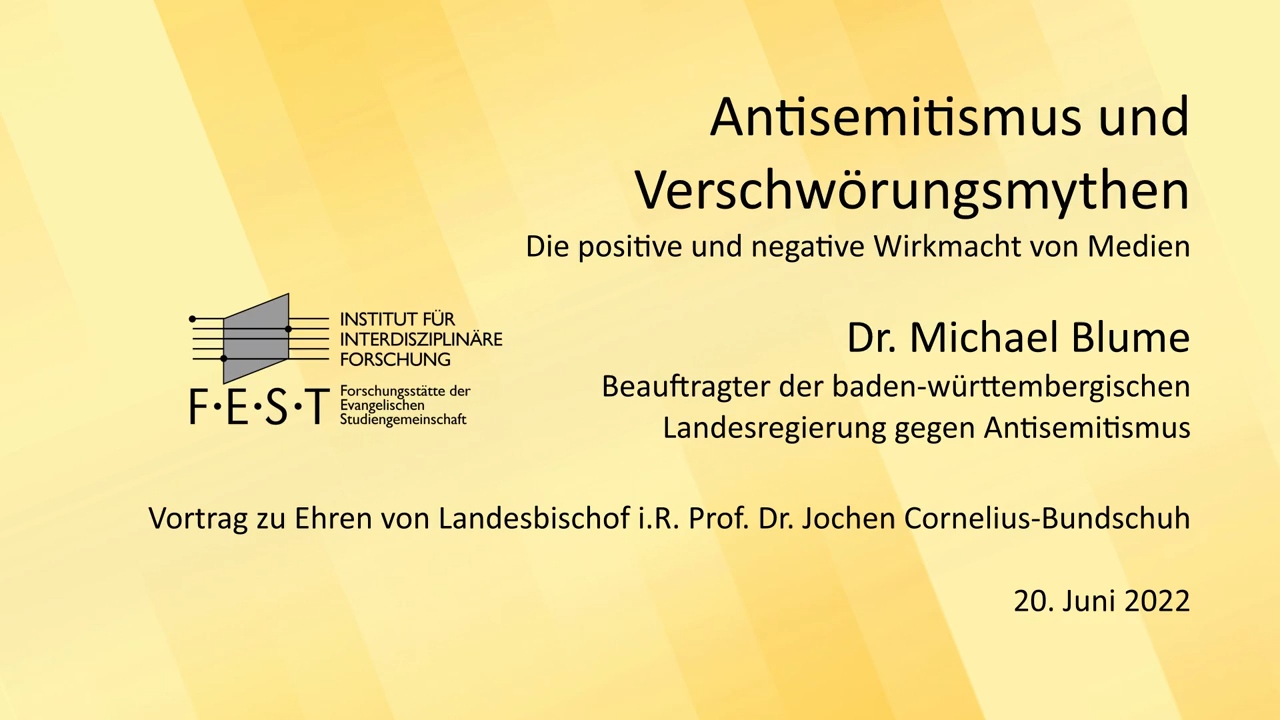 Antisemitismus und
Verschwörungsmythen
Die positive und negative Wirkmacht von Medien
INSTITUT FÜR
INTERDISZIPLINÄRE
FORSCHUNG
F·E·S·T
Forschungsstätte der
Evangelischen
Studiengemeinschaft
Dr. Michael Blume
Beauftragter der baden-württembergischen
Landesregierung gegen Antisemitismus
Vortrag zu Ehren von Landesbischof i.R. Prof. Dr. Jochen Cornelius-Bundschuh
20. Juni 2022